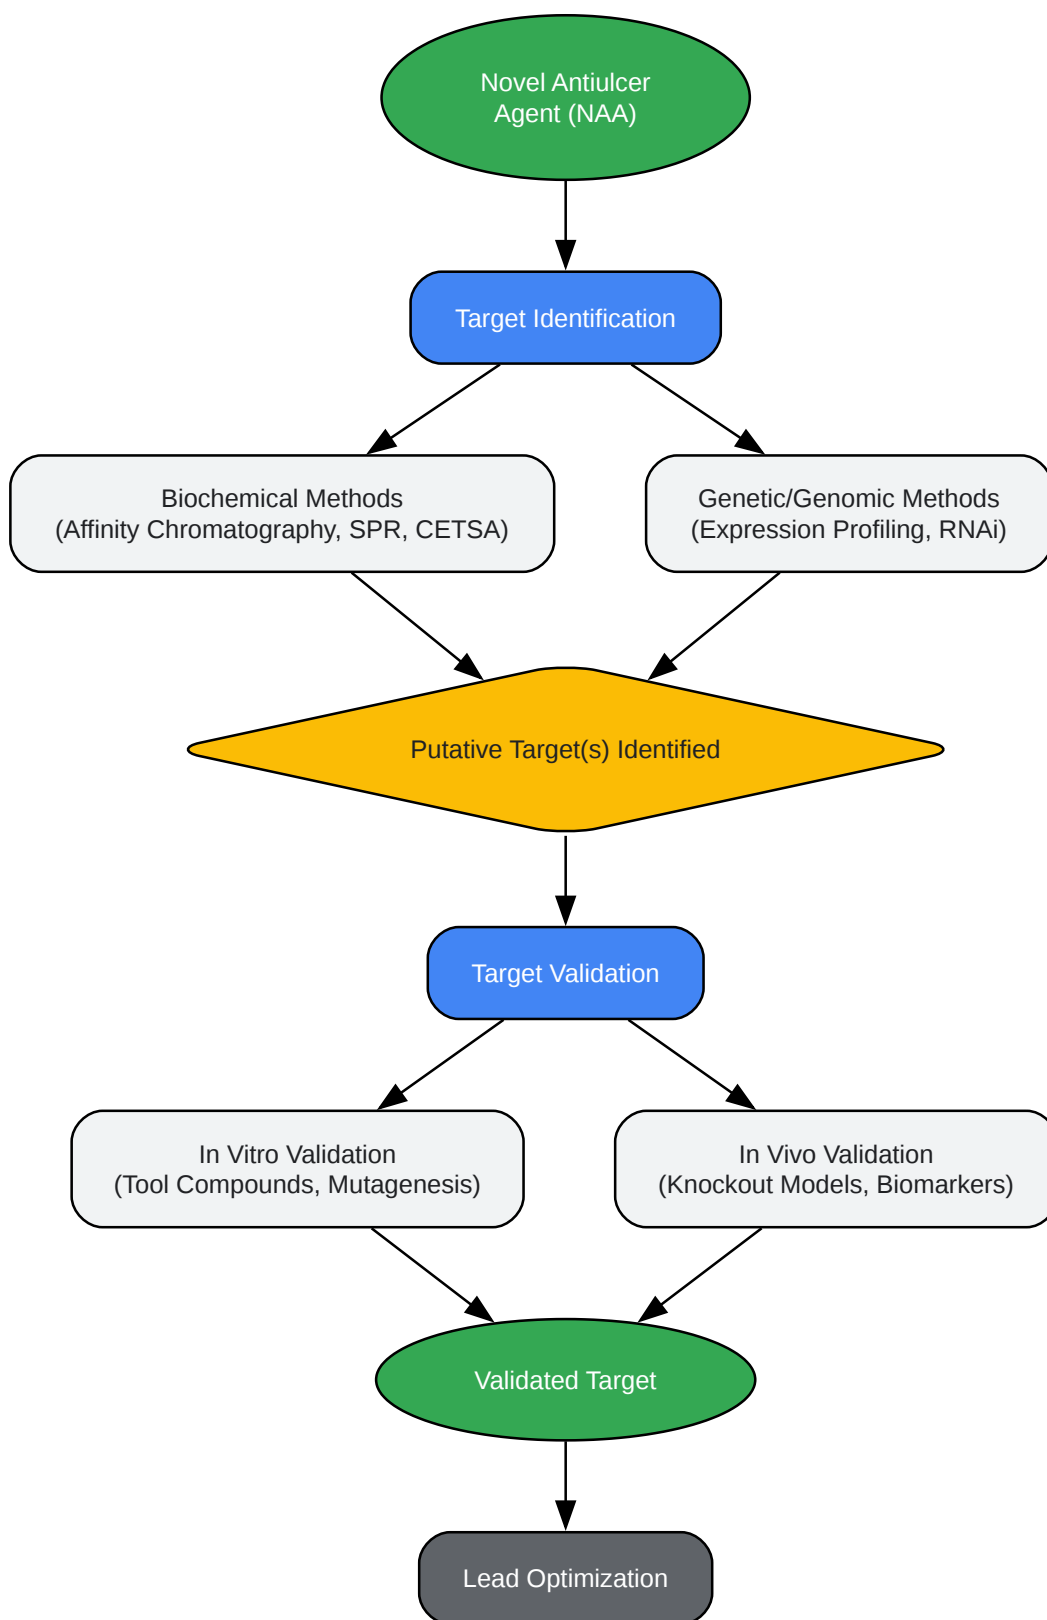 Novel Antiulcer
Agent (NAA)
Target Identification
Biochemical Methods
(Affinity Chromatography, SPR, CETSA)
Genetic/Genomic Methods
(Expression Profiling, RNAi)
Putative Target(s) Identified
Target Validation
In Vitro Validation
(Tool Compounds, Mutagenesis)
In Vivo Validation
(Knockout Models, Biomarkers)
Validated Target
Lead Optimization